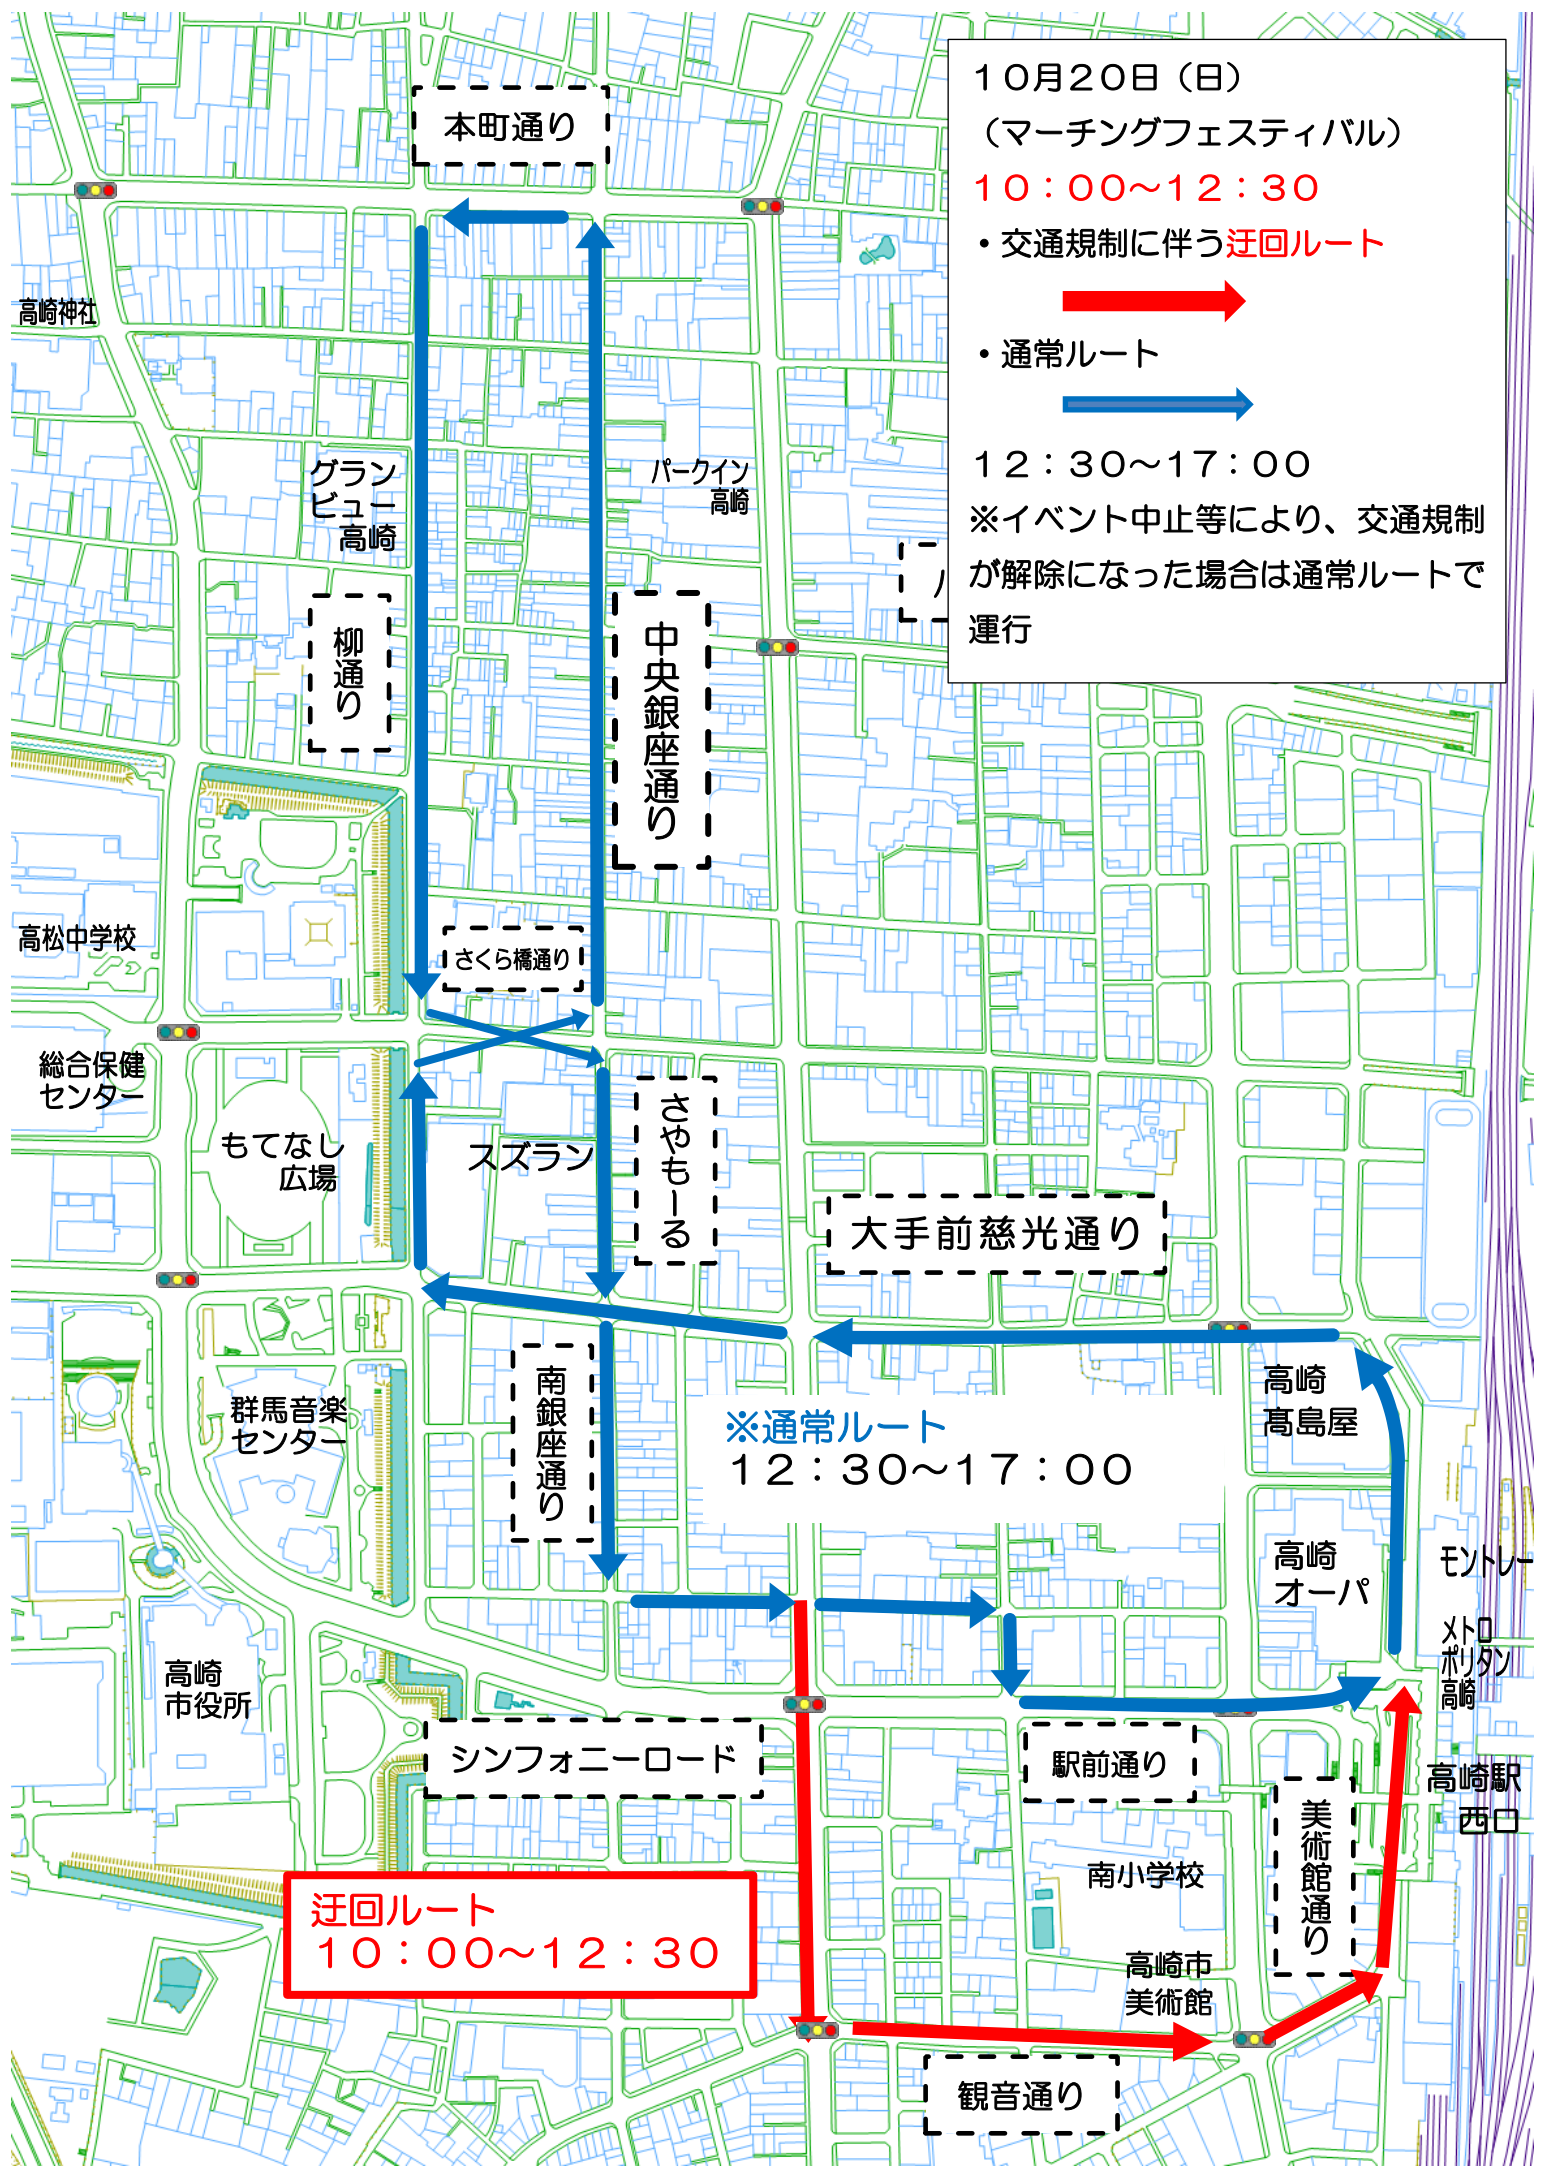 １０月２０日（日）
（マーチングフェスティバル）
１０：００～１２：３０
・交通規制に伴う迂回ルート
・通常ルート
１２：３０～１７：００
※イベント中止等により、交通規制
が解除になった場合は通常ルートで
運行
本町通り
高崎神社
グラン
ビュー
高崎
パークイン
高崎
柳通り
中央銀座通り
高松中学校
さくら橋通り
総合保健
センター
もてなし
広場
スズラン
さやもーる
大手前慈光通り
群馬音楽
センター
南銀座通り
高崎
髙島屋
※通常ルート
１２：３０～１７：００
高崎
オーパ
モントレー
メトロ
ポリタン
高崎
高崎
市役所
シンフォニーロード
駅前通り
高崎駅
西口
美術館通り
南小学校
迂回ルート
１０：００～１２：３０
高崎市
美術館
観音通り